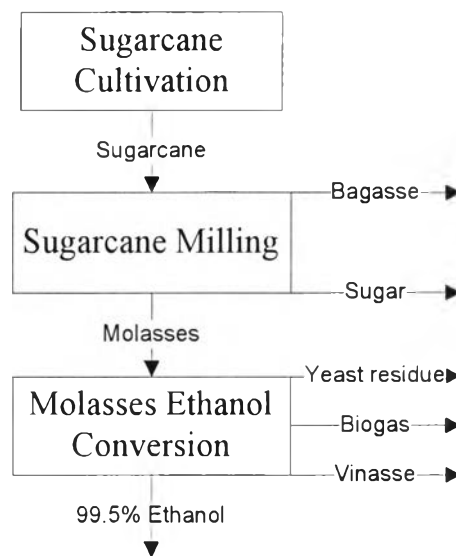 Sugarcane
Cultivation
Sugarcane
Bagasse
Sugarcane Milling
Sugar
Molasses
Yeast residue
Molasses Ethanol
Conversion
Biogas
Vinasse
99.5% Ethanol